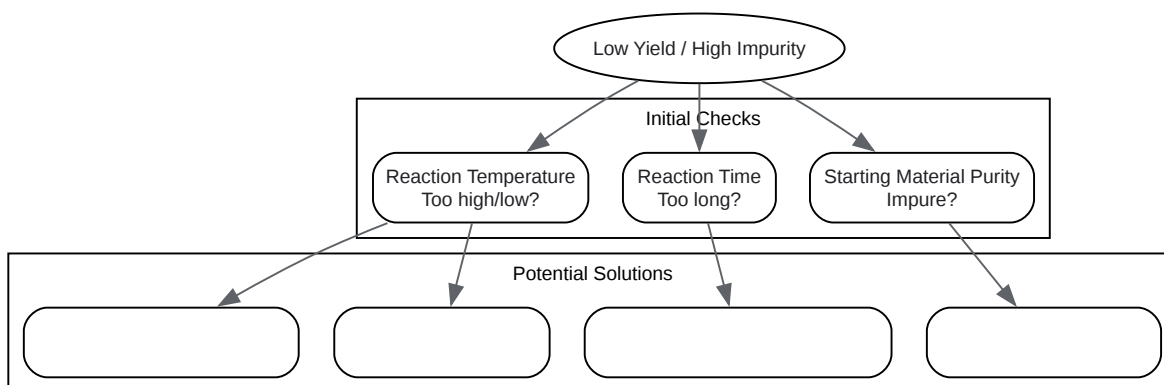 Low Yield / High Impurity
Initial Checks
Reaction Temperature
Too high/low?
Reaction Time
Too long?
Starting Material Purity
Impure?
Potential Solutions